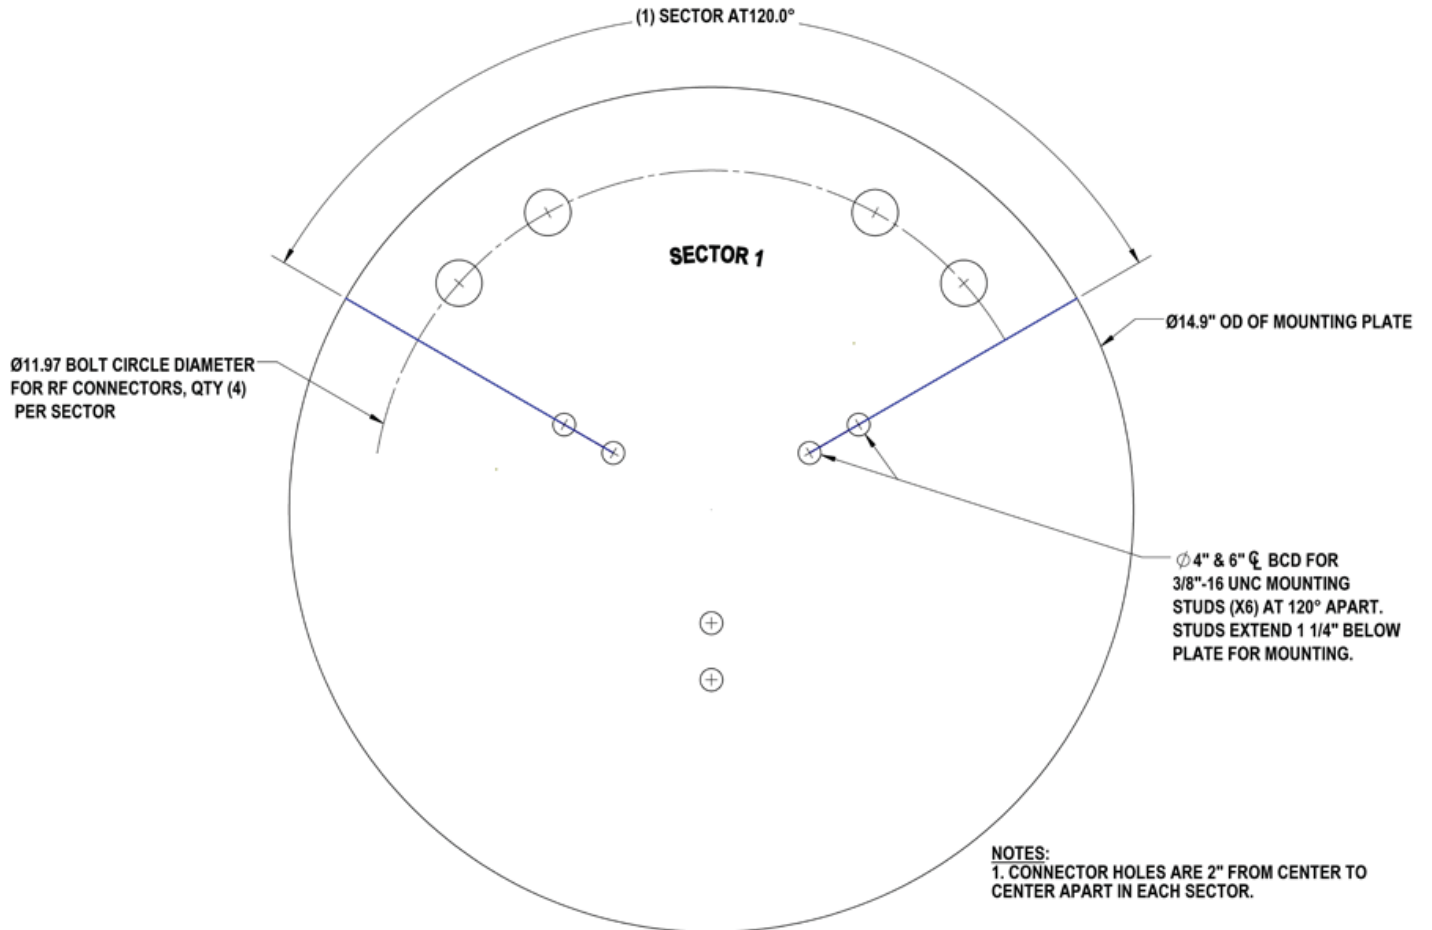 (1) SECTOR AT120.0°
SECTOR 1
Ø14.9" OD OF MOUNTING PLATE
Ø11.97 BOLT CIRCLE DIAMETER
FOR RF CONNECTORS, QTY (4)
PER SECTOR
∅4" & 6" ℄ BCD FOR
3/8"-16 UNC MOUNTING
STUDS (X6) AT 120° APART.
STUDS EXTEND 1 1/4" BELOW
PLATE FOR MOUNTING.
NOTES:
1. CONNECTOR HOLES ARE 2" FROM CENTER TO
CENTER APART IN EACH SECTOR.